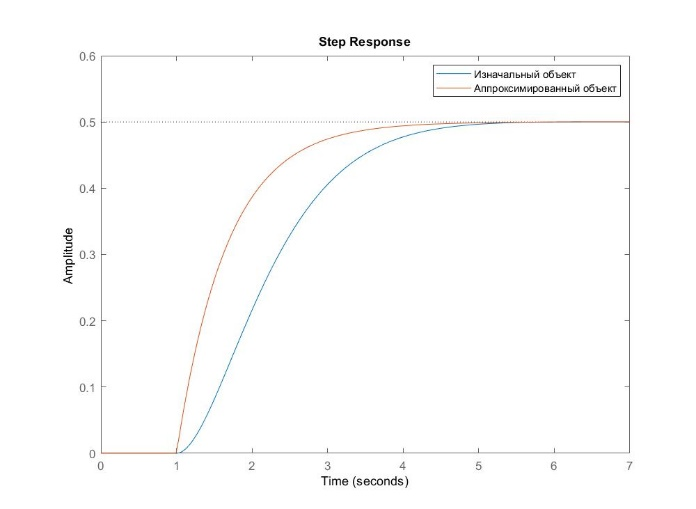 Step Response
Изначальный объект
Аппроксимированный объект
0.6
0.5
0.4
0.3
0.2
0.1
0
Amplitude
0 1 2 3 4 5 6 7
Time (seconds)